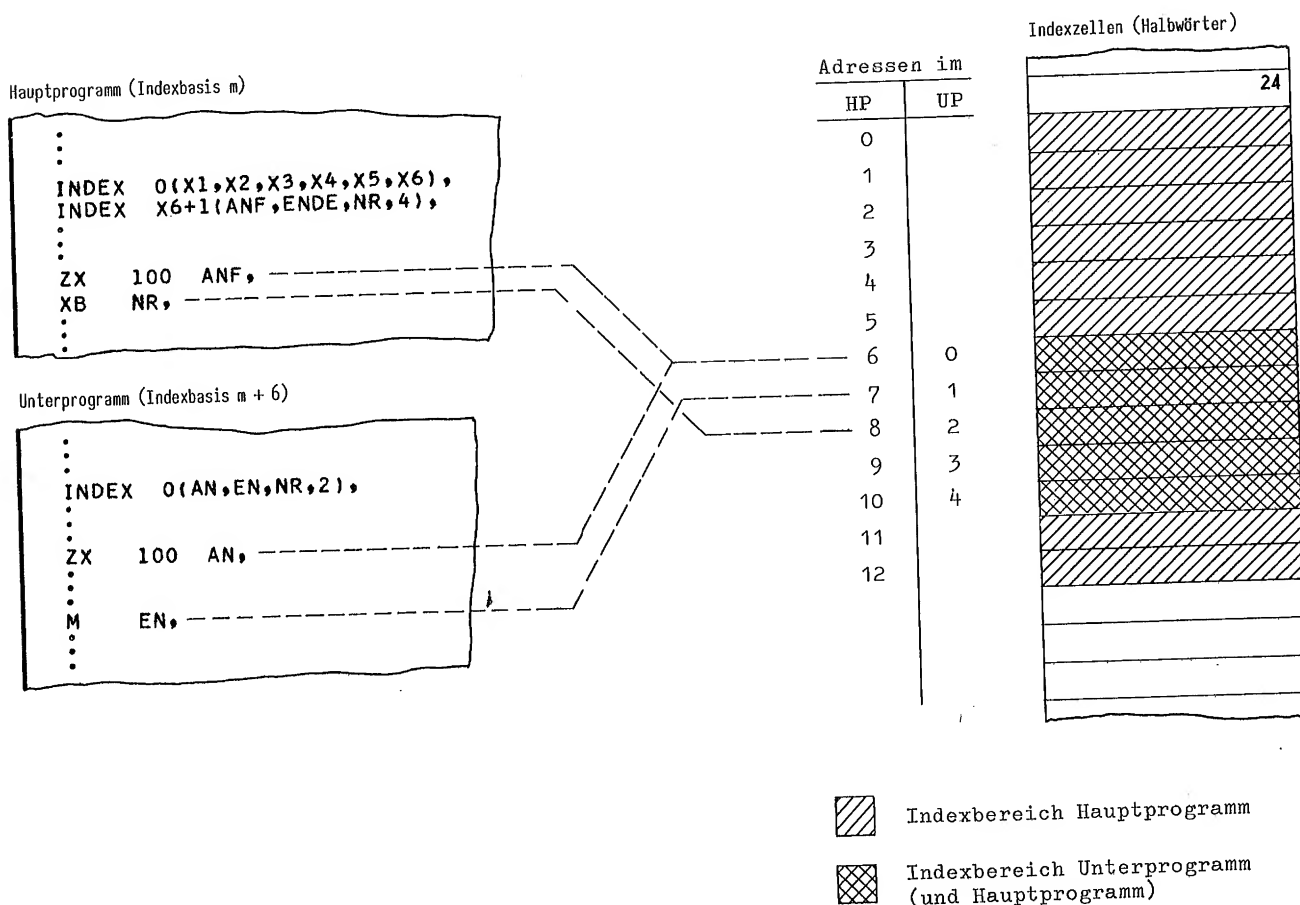 Hauptprogramm (Indexbasis m)
INDEX O(X1,X2,X3,X4,X5,X6),
INDEX X6+1(ANF,ENDE,NR,4),
ZX 100 ANF,
XB NR,
Unterprogramm (Indexbasis m + 6)
INDEX O(AN,EN,NR,2),
ZX 100 AN,
M EN,
Adressen im
HP UP
0
1
2
3
4
5
6 0
7 1
8 2
9 3
10 4
11
12
Indexzellen (Halbwörter)
24
Indexbereich Hauptprogramm
Indexbereich Unterprogramm
(und Hauptprogramm)